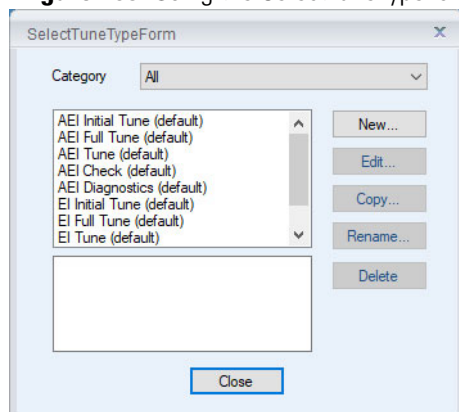 SelectTuneTypeForm
Category All
AEI Initial Tune (default)
AEI Full Tune (default)
AEI Tune (default)
AEI Check (default)
AEI Diagnostics (default)
EI Initial Tune (default)
EI Full Tune (default)
EI Tune (default)
New...
Edit...
Copy...
Rename...
Delete
Close